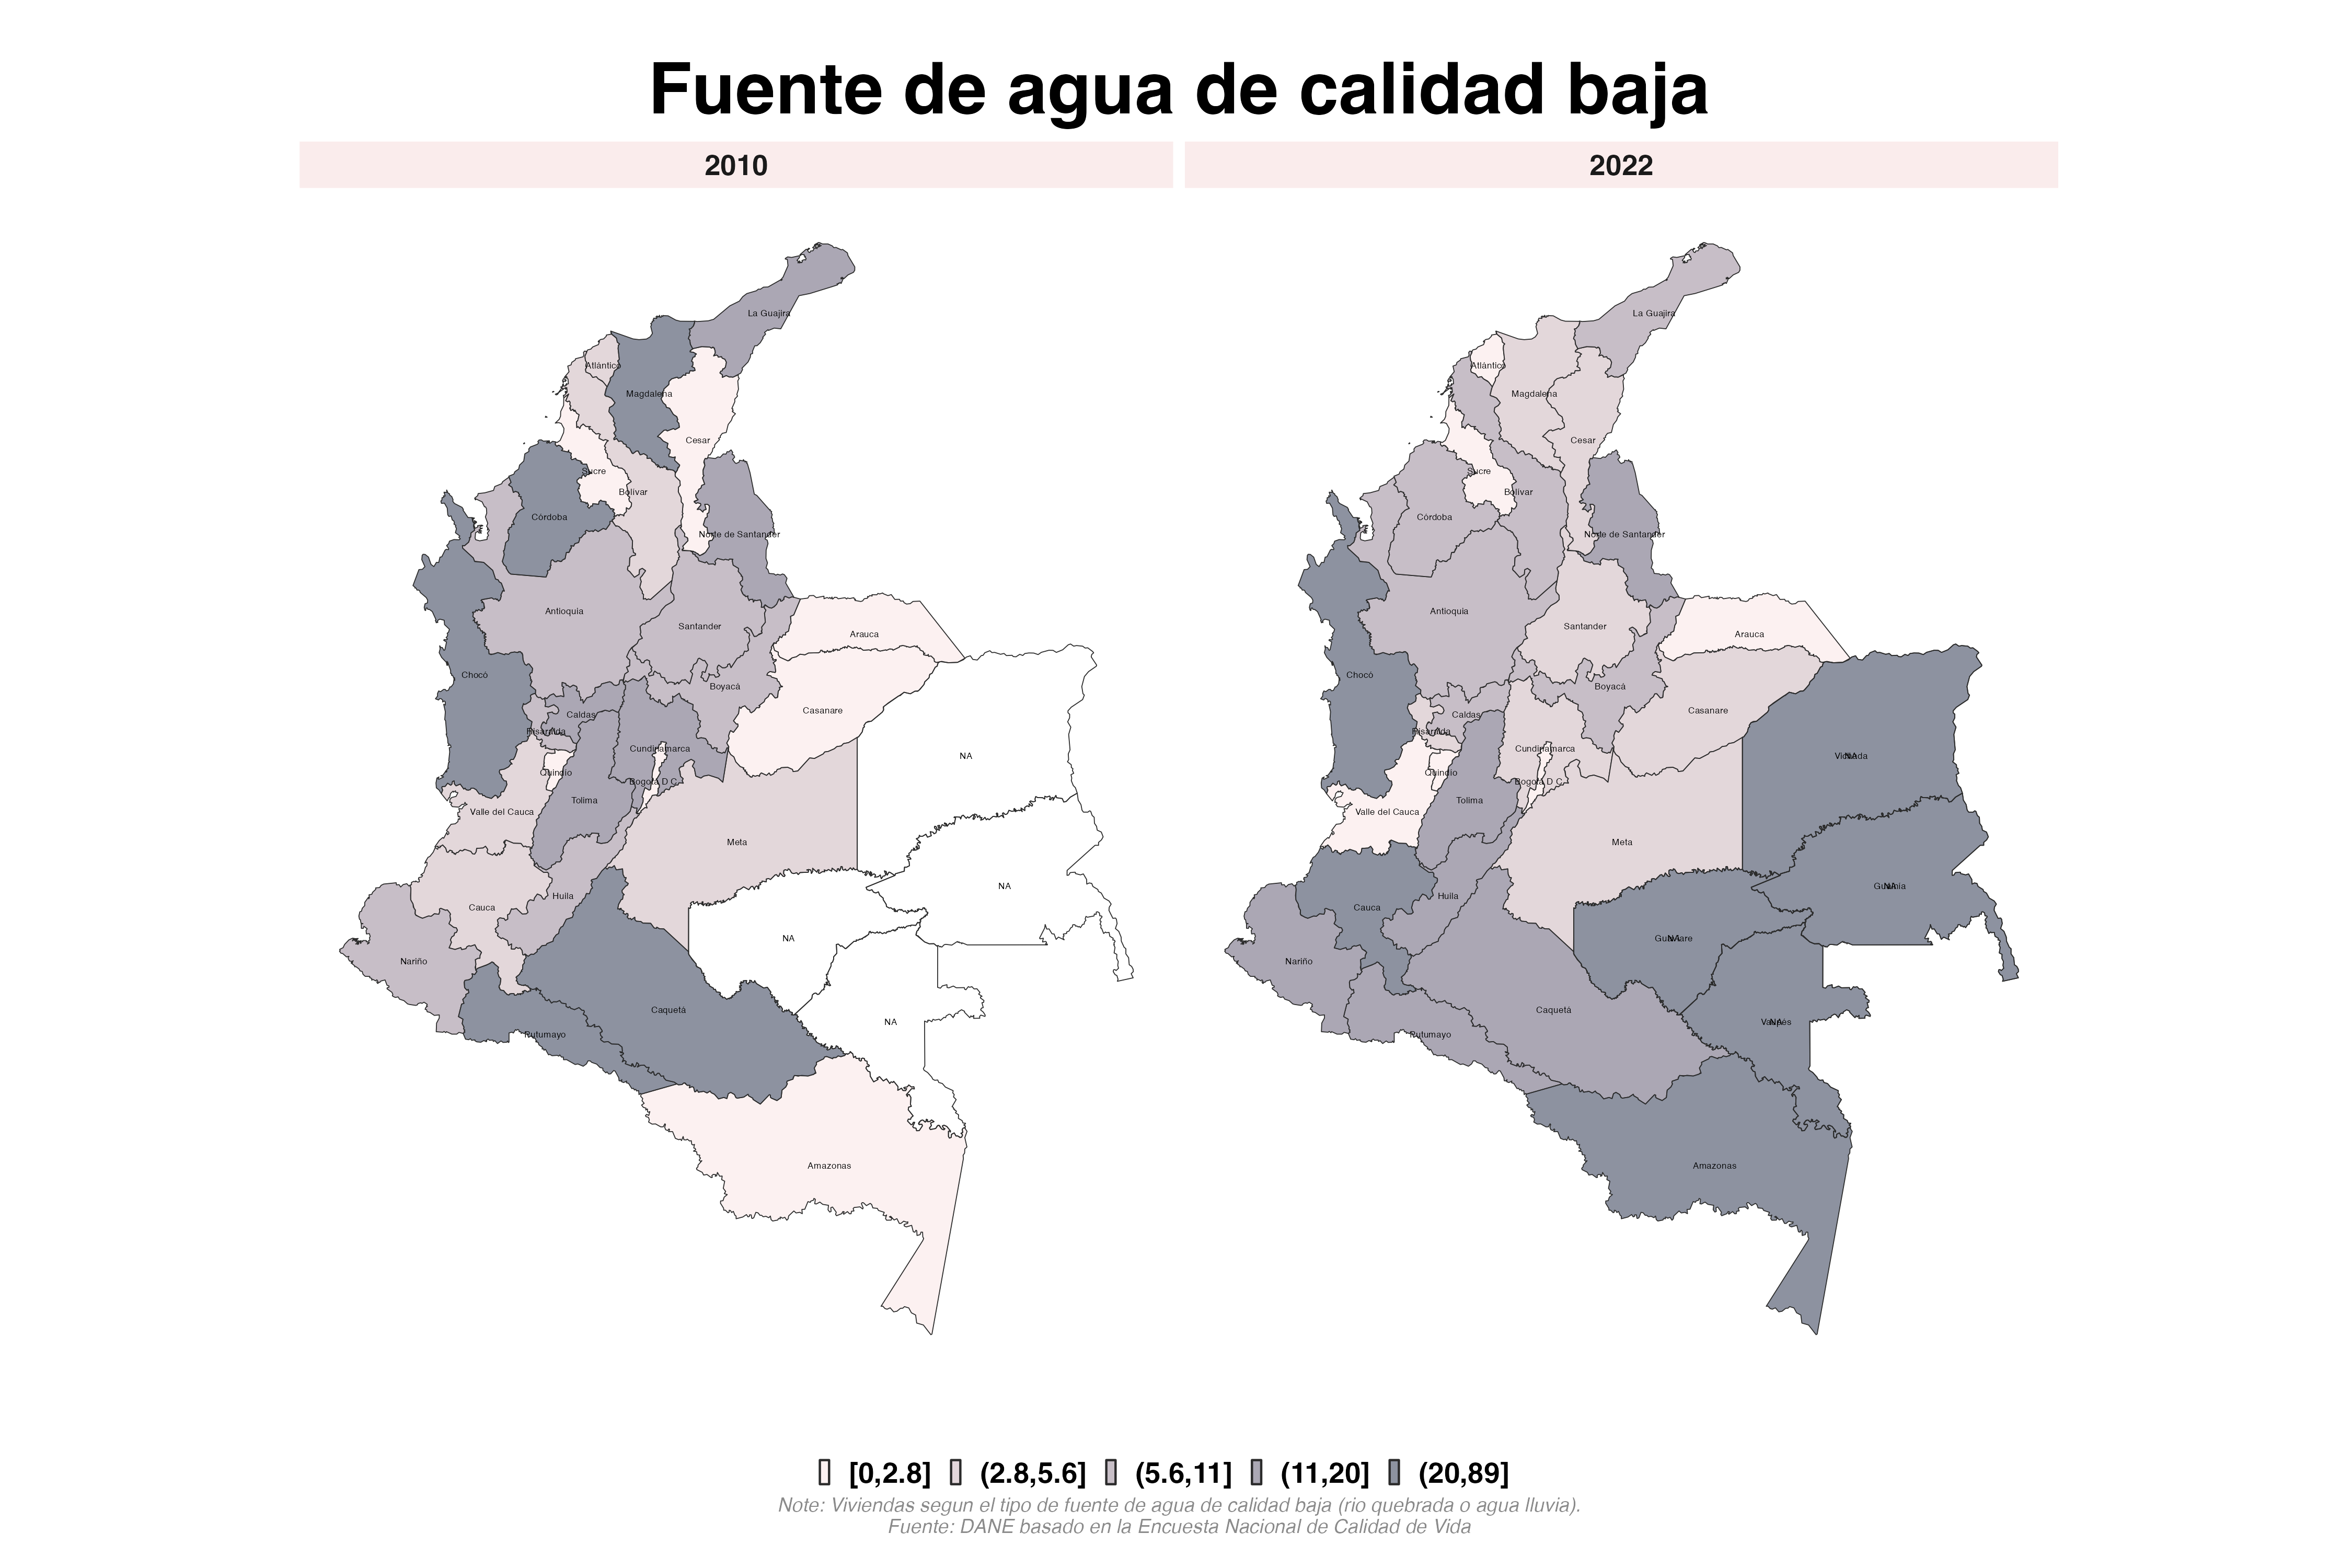 Fuente de agua de calidad baja
2010
2022
La Guajira
Atlántico
Magdalena
Cesar
Sucre
Bolívar
Córdoba
Norte de Santander
Antioquia
Santander
Arauca
Chocó
Boyacá
Casanare
Caldas
Risaralda
Cundinamarca
NA
Quindío
Bogotá D.C.
Tolima
Valle del Cauca
Meta
NA
Huila
Cauca
NA
Nariño
Caquetá
NA
Putumayo
Amazonas
La Guajira
Atlántico
Magdalena
Cesar
Sucre
Bolívar
Córdoba
Norte de Santander
Antioquia
Santander
Arauca
Chocó
Boyacá
Casanare
Caldas
Risaralda
Cundinamarca
Vichada
NA
Quindío
Bogotá D.C.
Tolima
Valle del Cauca
Meta
Guainía
NA
Huila
Cauca
Guaviare
NA
Nariño
Caquetá
Vaupés
NA
Putumayo
Amazonas
[0,2.8] (2.8,5.6] (5.6,11] (11,20] (20,89]
Note: Viviendas segun el tipo de fuente de agua de calidad baja (rio quebrada o agua lluvia).
Fuente: DANE basado en la Encuesta Nacional de Calidad de Vida